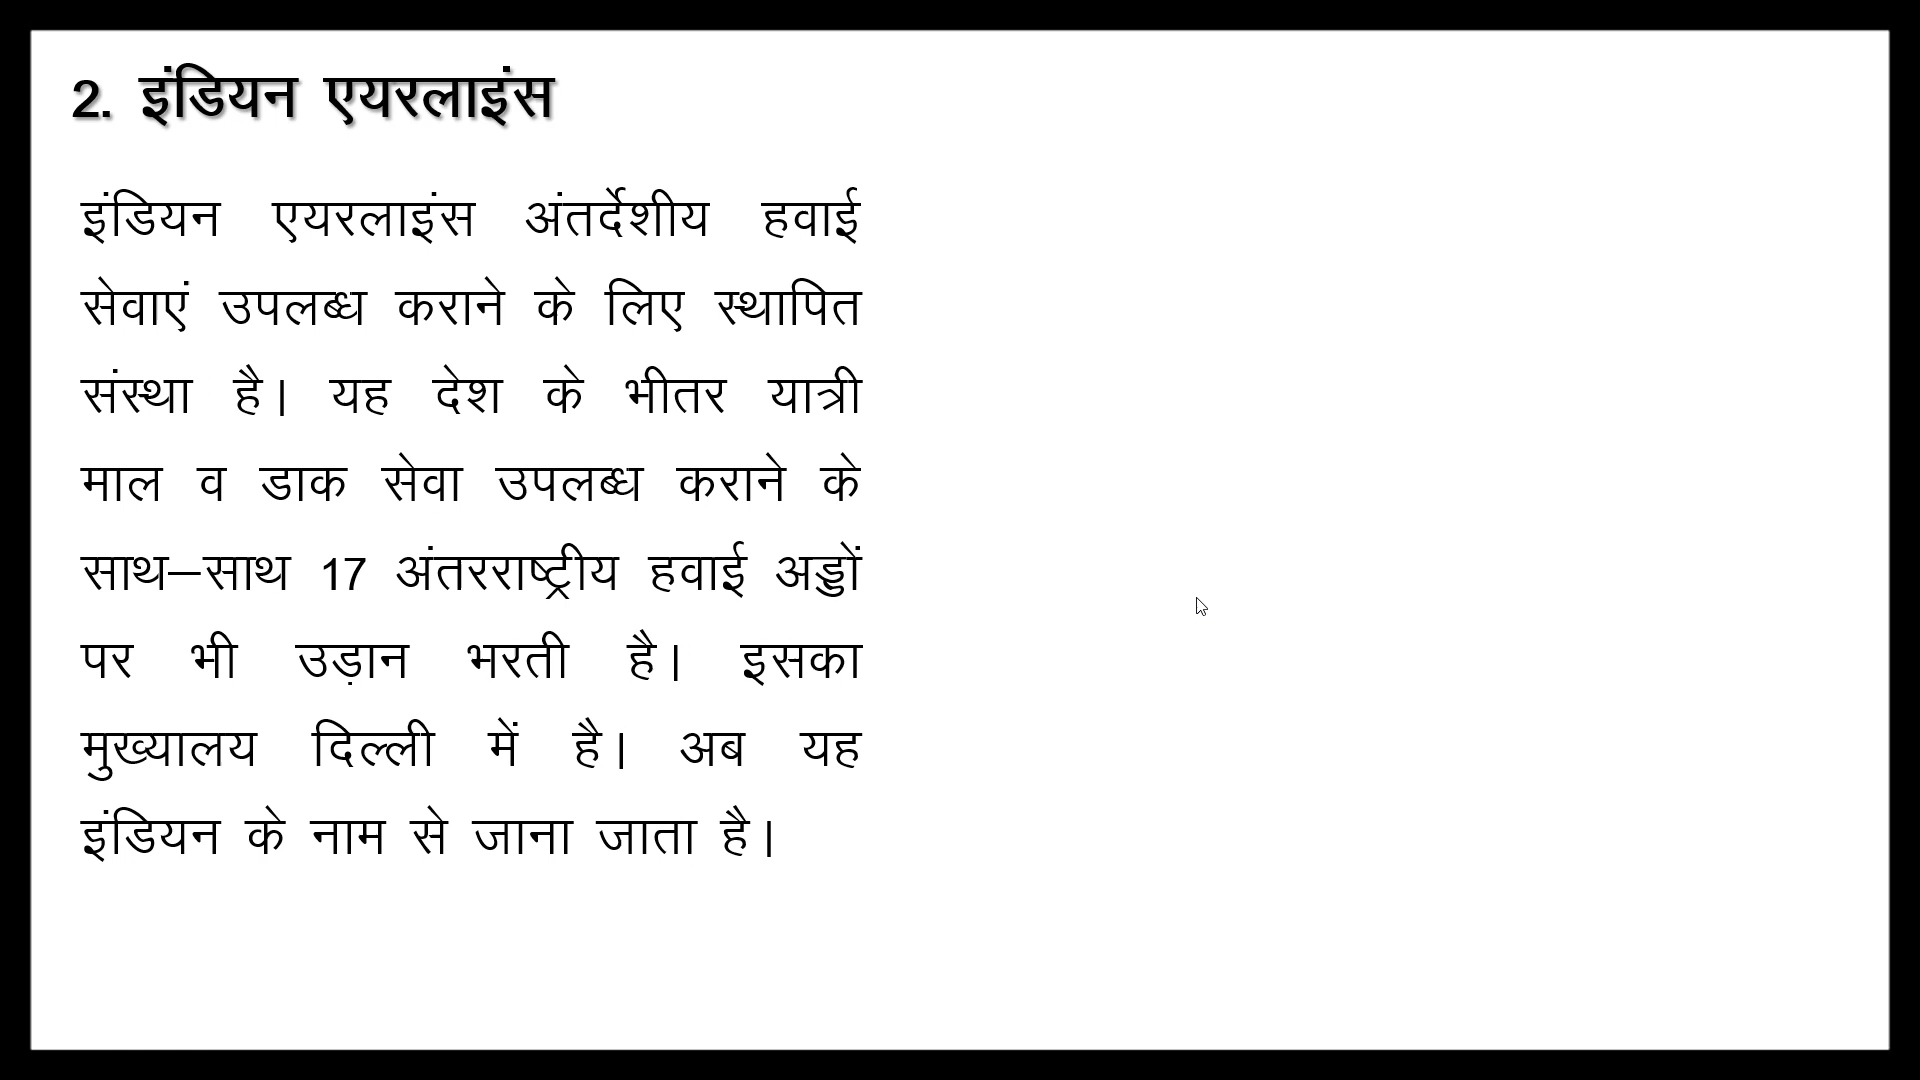 2. इंडियन एयरलाइंस
इंडियन एयरलाइंस अंतर्देशीय हवाई
सेवाएं उपलब्ध कराने के लिए स्थापित
संस्था है। यह देश के भीतर यात्री
माल व डाक सेवा उपलब्ध कराने के
साथ–साथ 17 अंतरराष्ट्रीय हवाई अड्डों
पर भी उड़ान भरती है। इसका
मुख्यालय दिल्ली में है। अब यह
इंडियन के नाम से जाना जाता है।